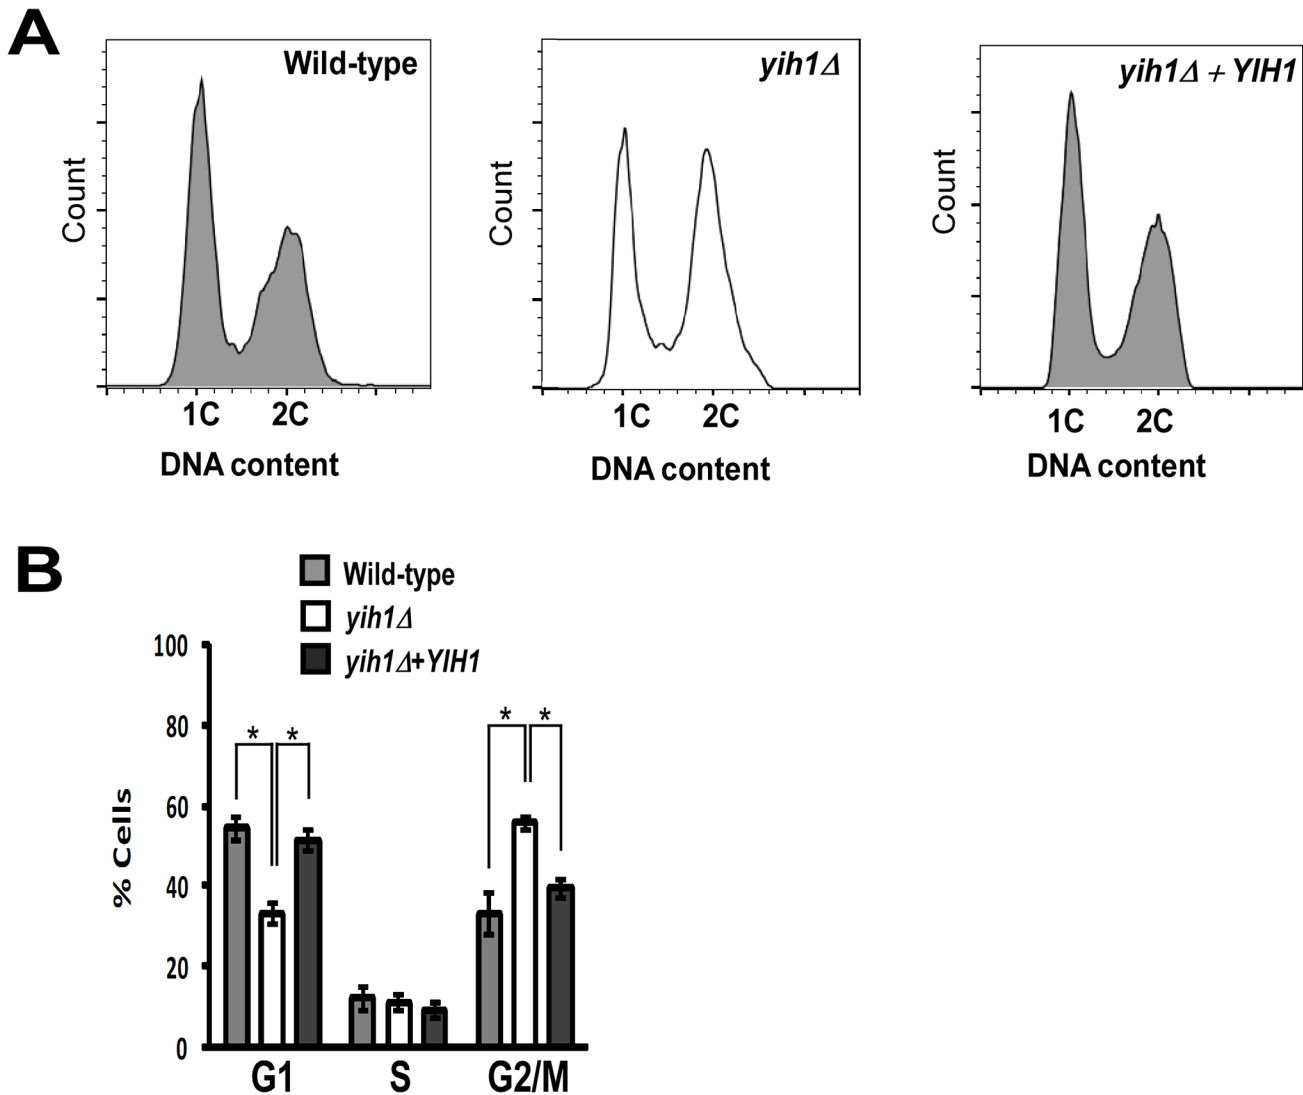 A
Wild-type
Count
1C 2C
DNA content
yih1Δ
Count
1C 2C
DNA content
yih1Δ + YIH1
Count
1C 2C
DNA content
B
Wild-type
yih1Δ
yih1Δ+YIH1
% Cells
100
80
60
40
20
0
* *
* *
G1 S G2/M